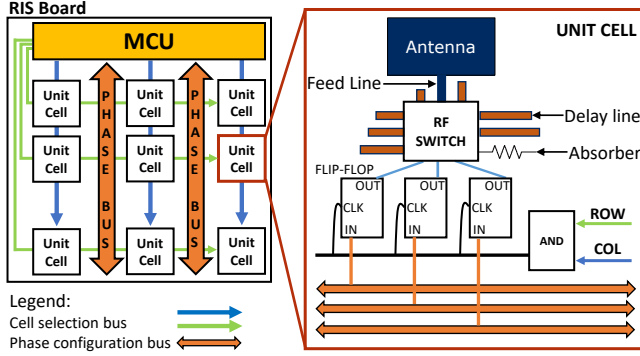 RIS Board
MCU
Unit
Cell
Unit
Cell
Unit
Cell
Unit
Cell
Unit
Cell
Unit
Cell
Unit
Cell
Unit
Cell
Unit
Cell
PHASE BUS
PHASE BUS
Legend:
Cell selection bus
Phase configuration bus
UNIT CELL
Antenna
Feed Line
RF
SWITCH
Delay line
Absorber
FLIP-FLOP
OUT
CLK
IN
OUT
CLK
IN
OUT
CLK
IN
AND
ROW
COL